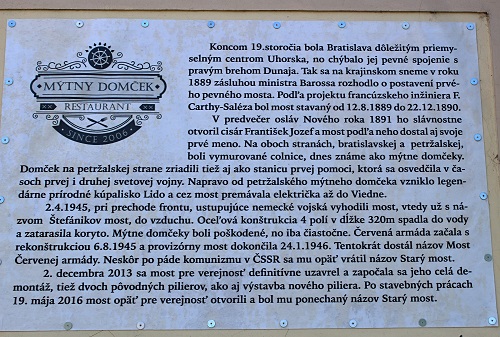 Koncom 19.storočia bola Bratislava dôležitým priemy-
selným centrom Uhorska, no chýbalo jej pevné spojenie s
pravým brehom Dunaja. Tak sa na krajinskom sneme v roku
1889 zásluhou ministra Barossa rozhodlo o postavení prvé-
ho pevného mosta. Podľa projektu francúzskeho inžiniera F.
Carthy-Saléza bol most stavaný od 12.8.1889 do 22.12.1890.
MÝTNY DOMČEK
RESTAURANT
SINCE 2006
V predvečer osláv Nového roka 1891 ho slávnostne
otvoril cisár František Jozef a most podľa neho dostal aj svoje
prvé meno. Na oboch stranách, bratislavskej a petržalskej,
boli vymurované colnice, dnes známe ako mýtne domčeky.
Domček na petržalskej strane zriadili tiež aj ako stanicu prvej pomoci, ktorá sa osvedčila v ča-
soch prvej i druhej svetovej vojny. Napravo od petržalského mýtneho domčeka vzniklo legen-
dárne prírodné kúpalisko Lido a cez most premávala električka až do Viedne.
2.4.1945, pri prechode frontu, ustupujúce nemecké vojská vyhodili most, vtedy už s ná-
zvom Štefánikov most, do vzduchu. Oceľová konštrukcia 4 polí v dĺžke 320m spadla do vody
a zatarasila koryto. Mýtne domčeky boli poškodené, no iba čiastočne. Červená armáda začala s
rekonštrukciou 6.8.1945 a provizórny most dokončila 24.1.1946. Tentokrát dostál názov Most
Červenej armády. Neskôr po páde komunizmu v ČSSR sa mu opäť vrátil názov Starý most.
2. decembra 2013 sa most pre verejnosť definitívne uzavrel a započala sa jeho celá de-
montáž, tiež dvoch pôvodných pilierov, ako aj výstavba nového piliera. Po stavebných prácach
19. mája 2016 most opäť pre verejnosť otvorili a bol mu ponechaný názov Starý most.